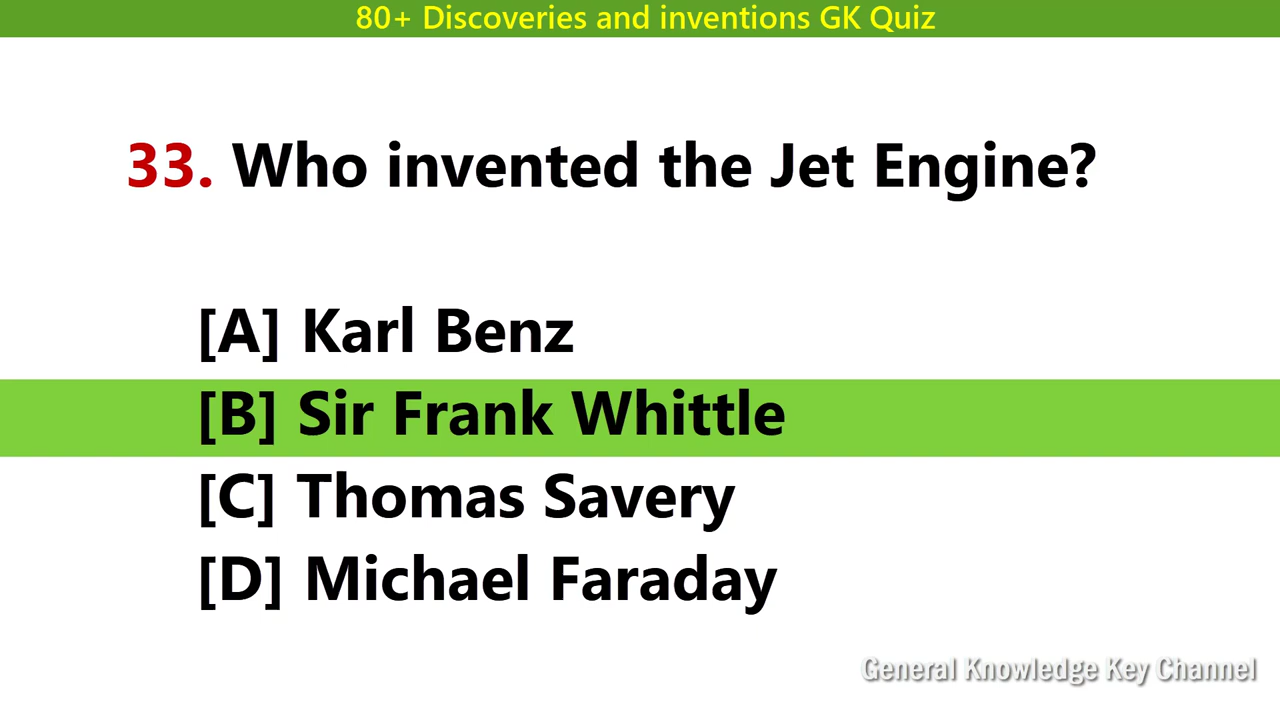 80+ Discoveries and inventions GK Quiz
33. Who invented the Jet Engine?
[A] Karl Benz
[B] Sir Frank Whittle
[C] Thomas Savery
[D] Michael Faraday
General Knowledge Key Channel